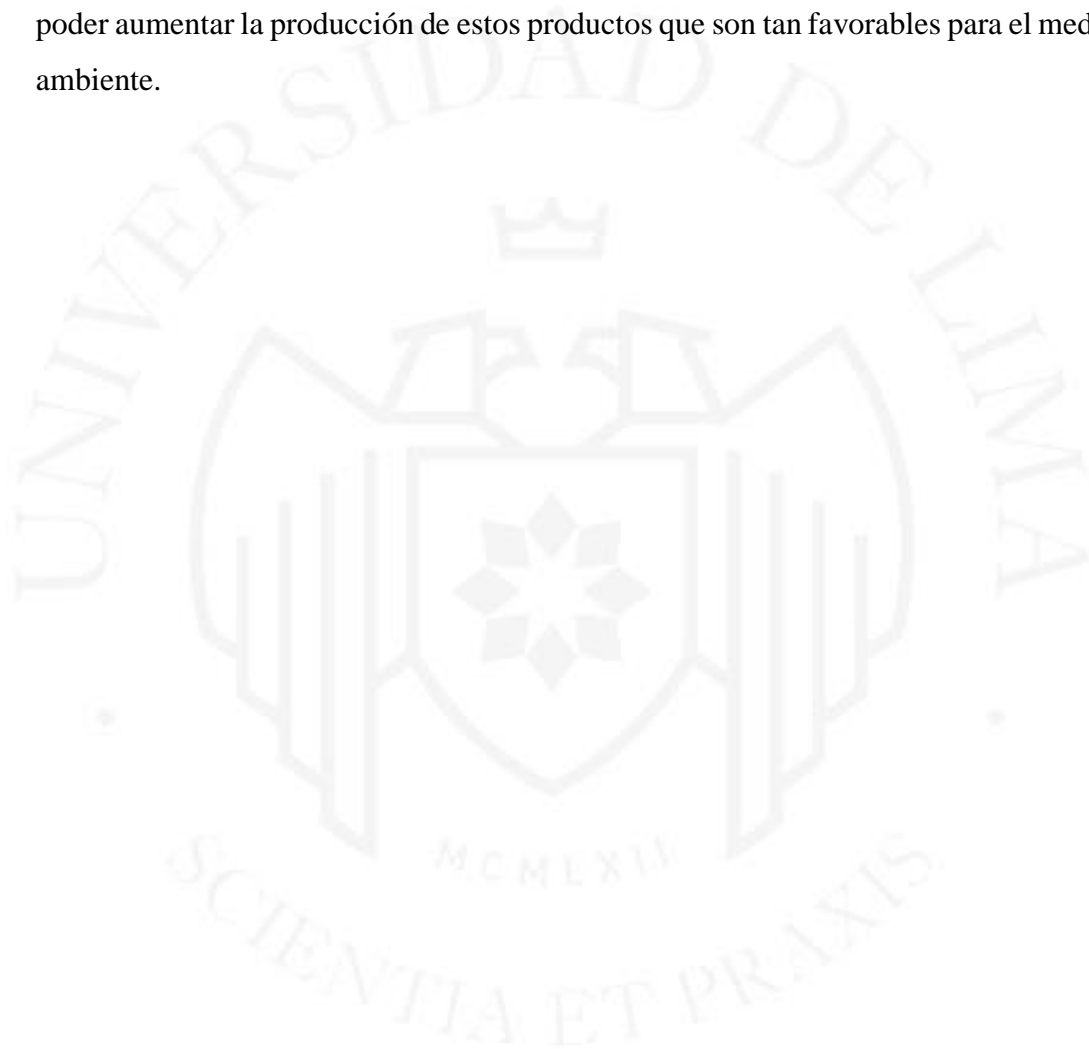 poder aumentar la producción de estos productos que son tan favorables para el med
ambiente.
UNIVERSIDAD DE LIMA
MCMLXII
SCIENTIA ET PRAXIS